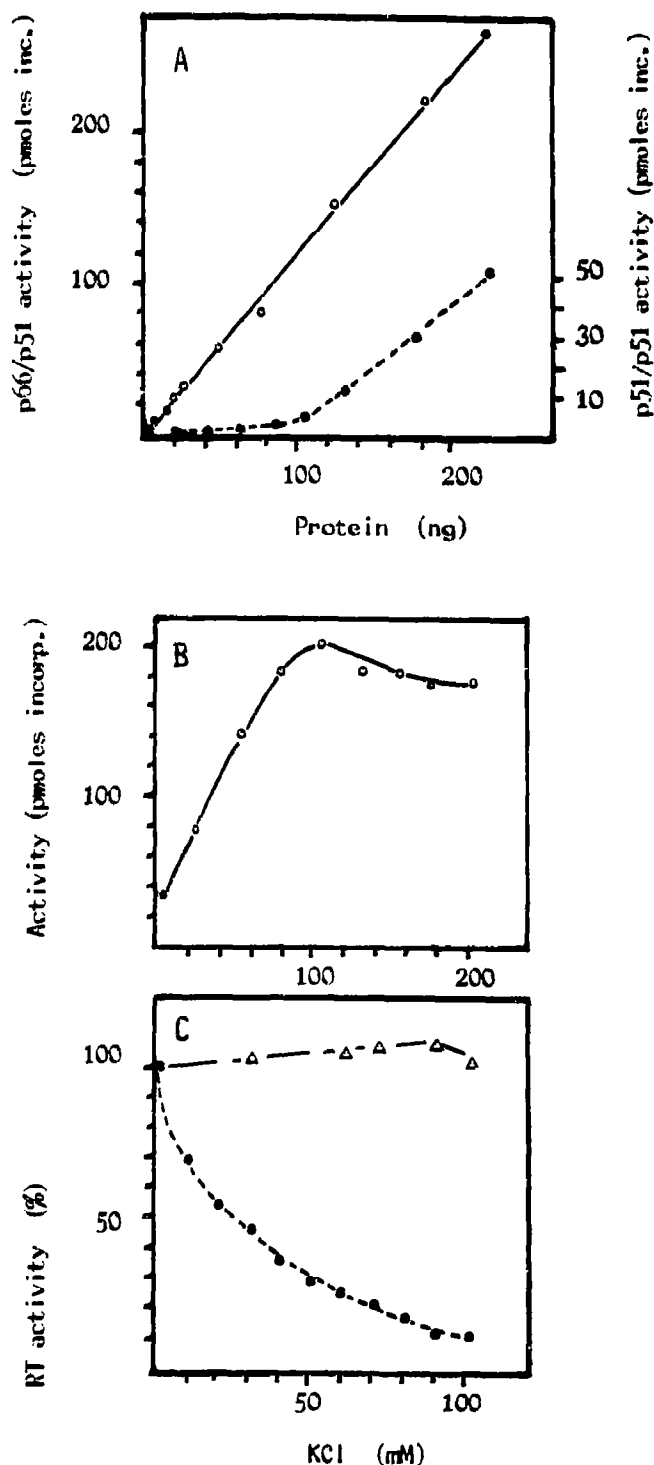 A
p66/p51 activity (pmoles inc.)
200
100
p51/p51 activity (pmoles inc.)
50
30
10
100
200
Protein (ng)
B
Activity (pmoles incorp.)
200
100
100
200
C
RT activity (%)
100
50
50
100
KCl (mM)